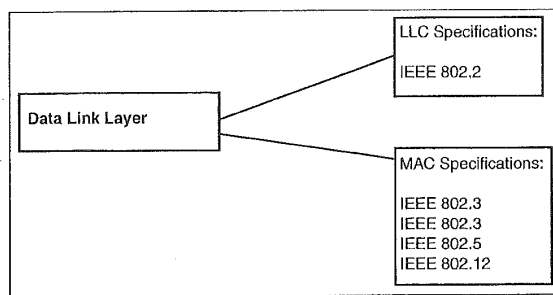 LLC Specifications:
IEEE 802.2
Data Link Layer
MAC Specifications:
IEEE 802.3
IEEE 802.3
IEEE 802.5
IEEE 802.12